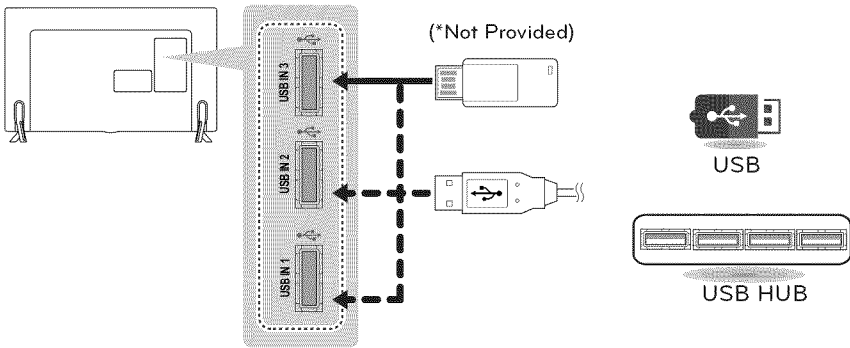 (*Not Provided)
USB IN 3
USB IN 2
USB IN 1
USB
USB HUB